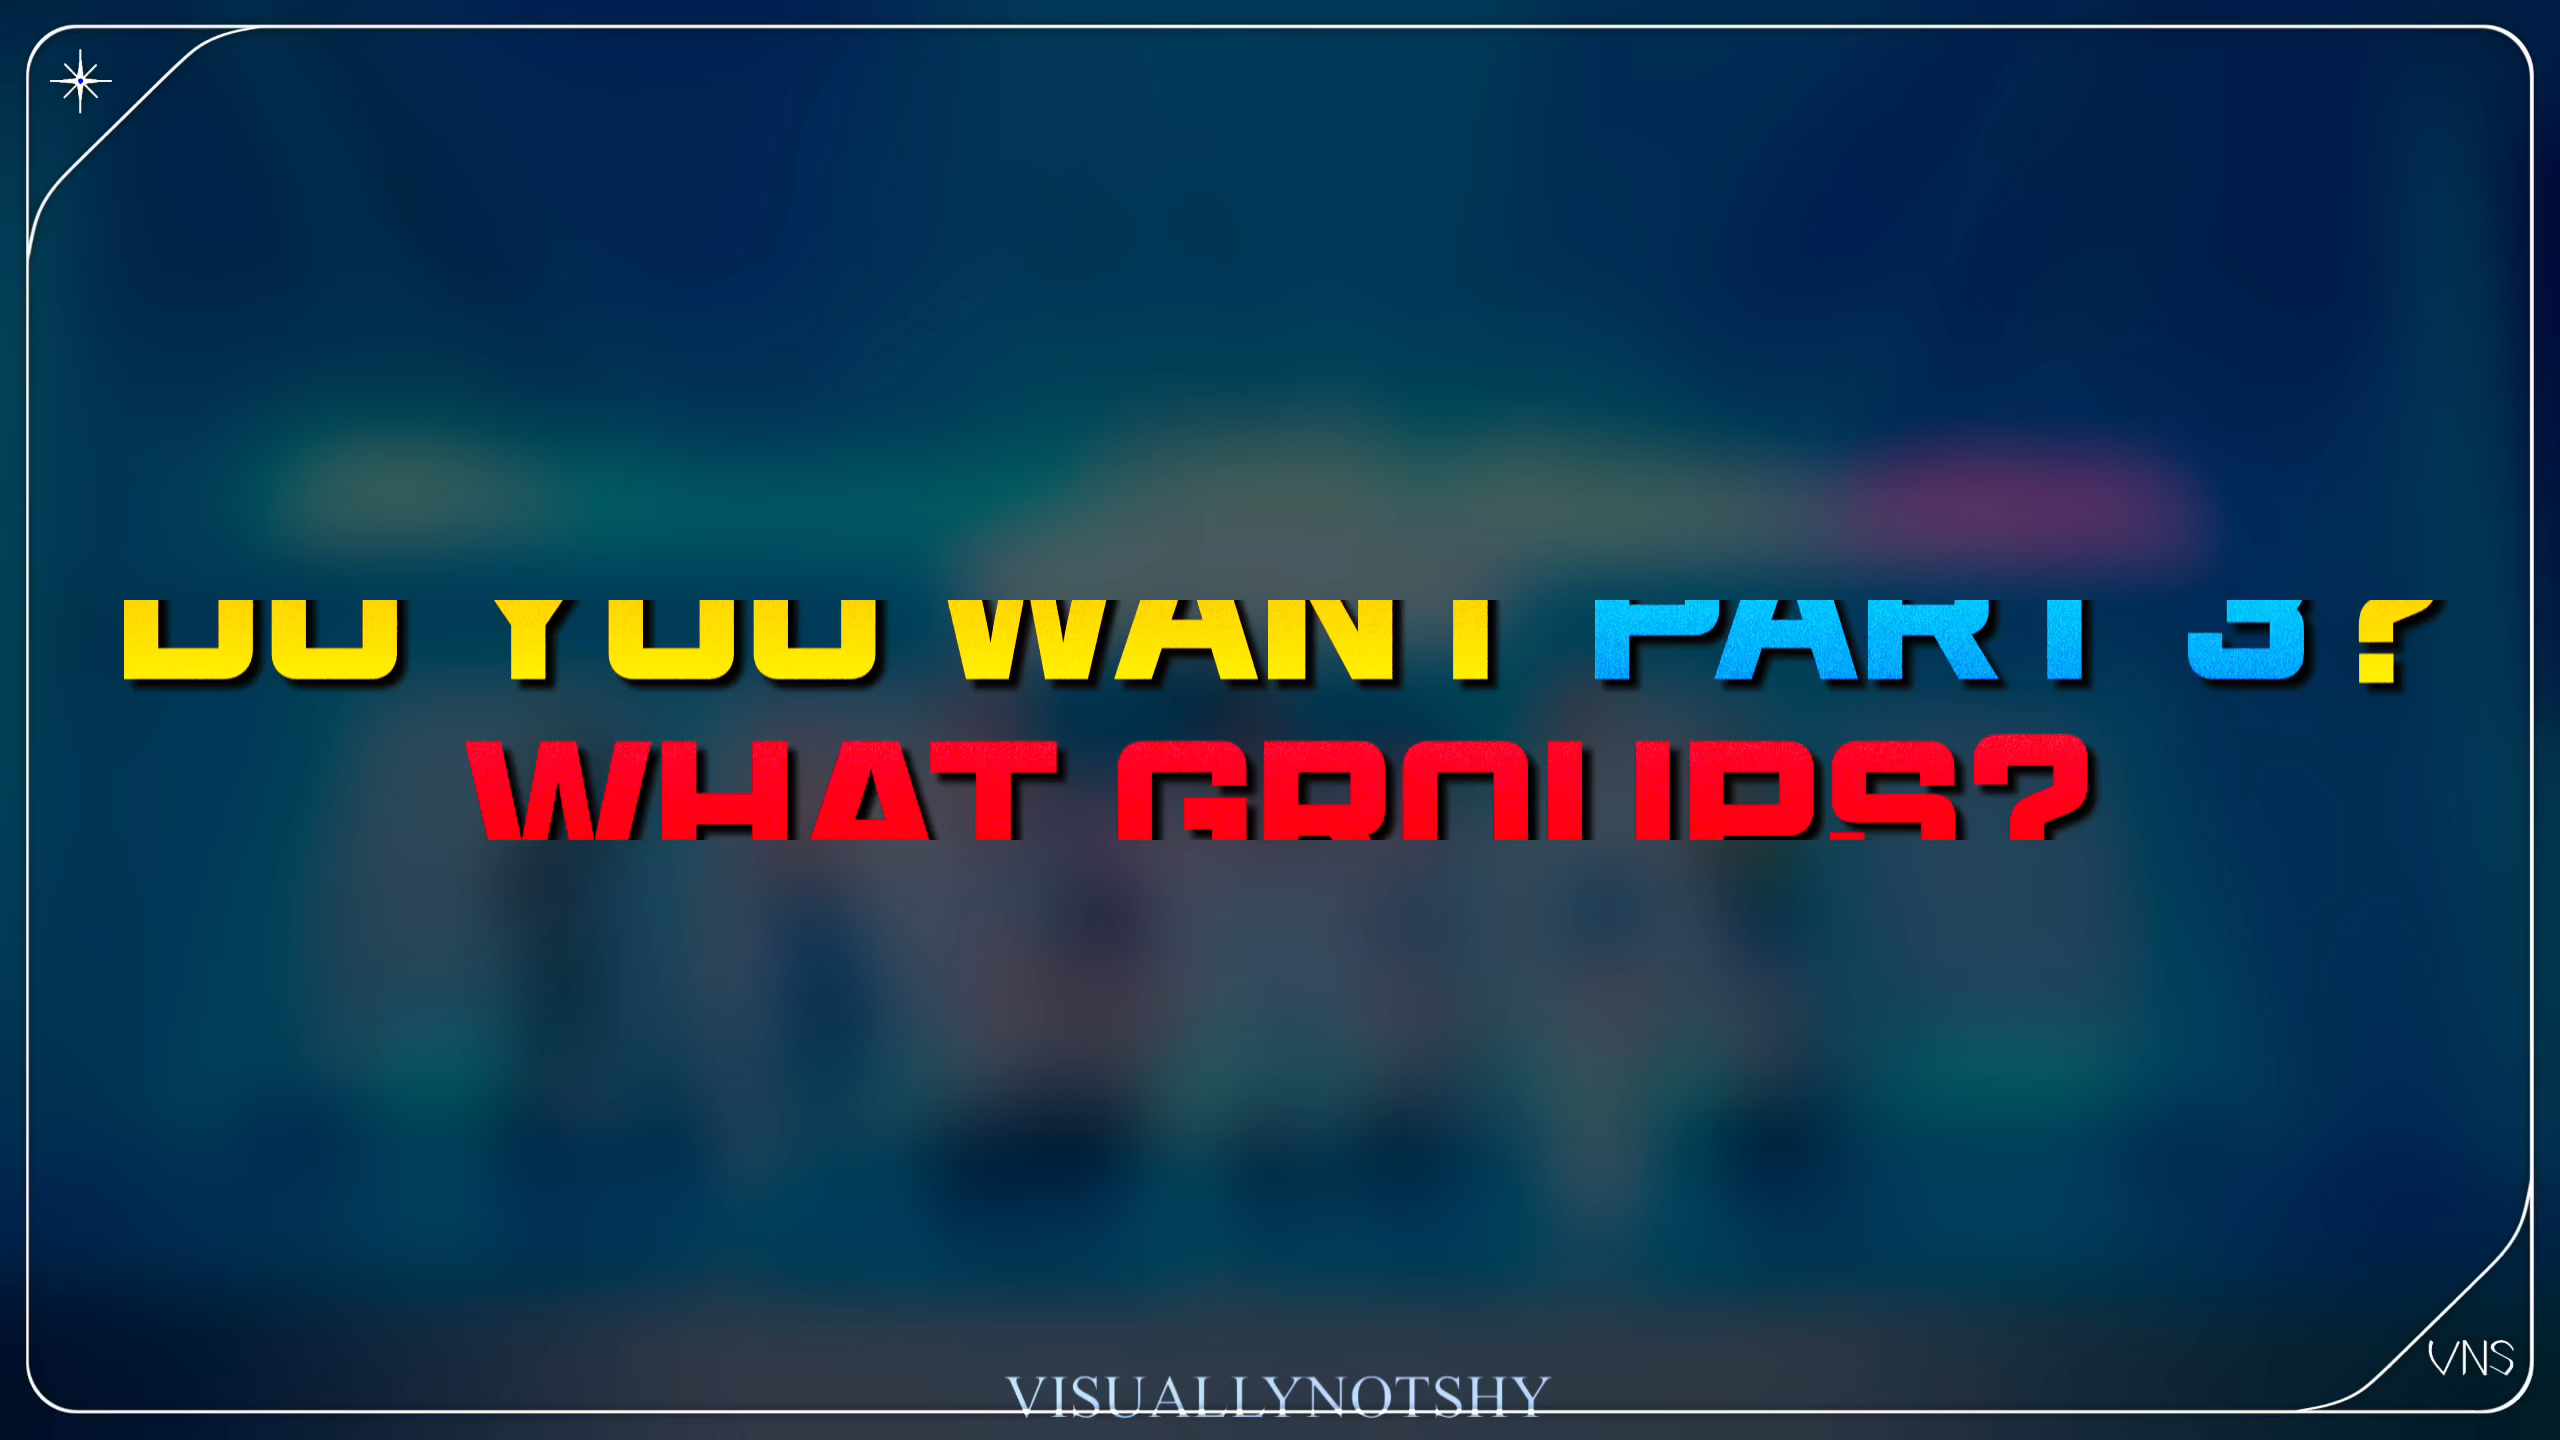 DO YOU WANT PART 3?
WHAT GROUPS?
VNS
VISUALLYNOTSHY